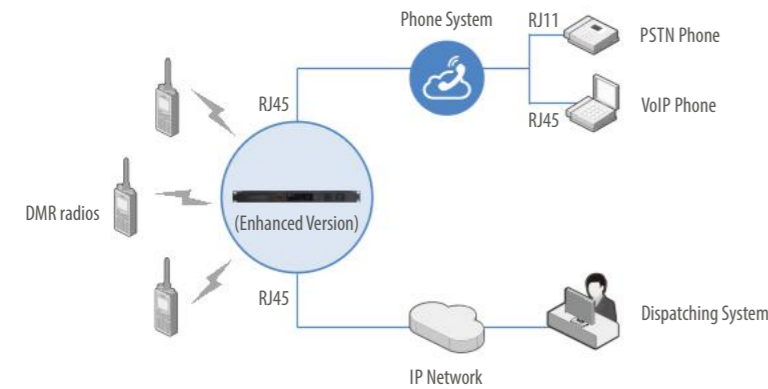 Phone System
RJ11
PSTN Phone
RJ45
VoIP Phone
RJ45
DMR radios
(Enhanced Version)
RJ45
Dispatching System
IP Network